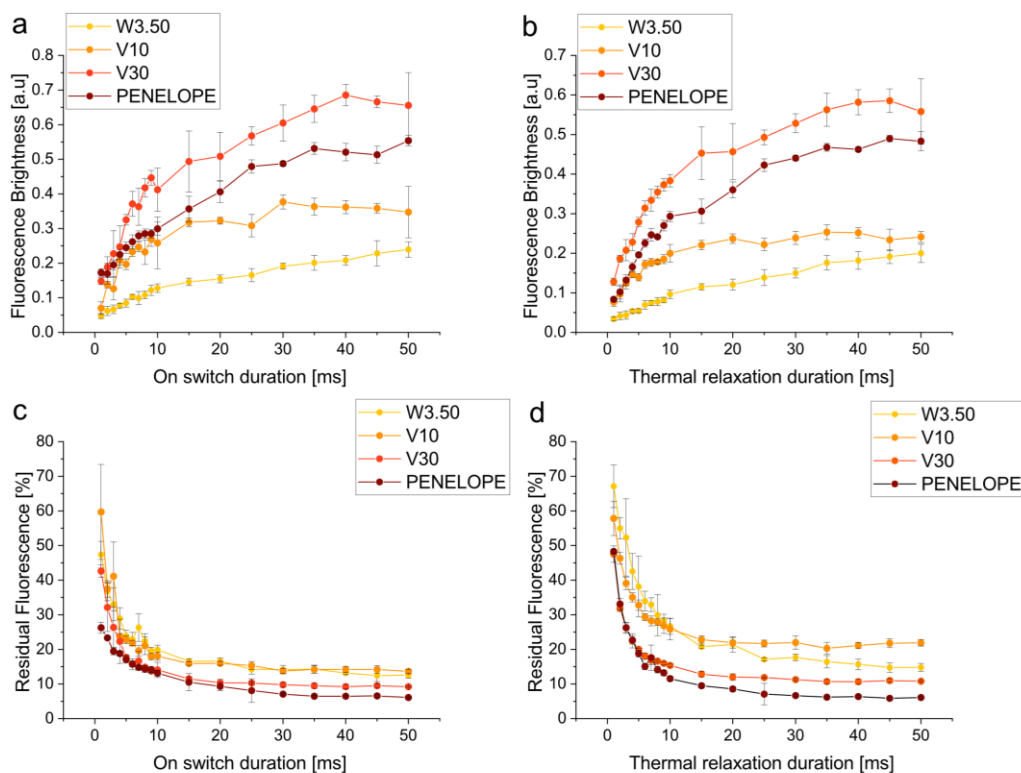 a
W3.50
V10
V30
PENELOPE
Fluorescence Brightness [a.u]
0.8
0.7
0.6
0.5
0.4
0.3
0.2
0.1
0.0
0 10 20 30 40 50
On switch duration [ms]
b
W3.50
V10
V30
PENELOPE
Fluorescence Brightness [a.u]
0.7
0.6
0.5
0.4
0.3
0.2
0.1
0.0
0 10 20 30 40 50
Thermal relaxation duration [ms]
c
W3.50
V10
V30
PENELOPE
Residual Fluorescence [%]
80
70
60
50
40
30
20
10
0
0 10 20 30 40 50
On switch duration [ms]
d
W3.50
V10
V30
PENELOPE
Residual Fluorescence [%]
80
70
60
50
40
30
20
10
0
0 10 20 30 40 50
Thermal relaxation duration [ms]